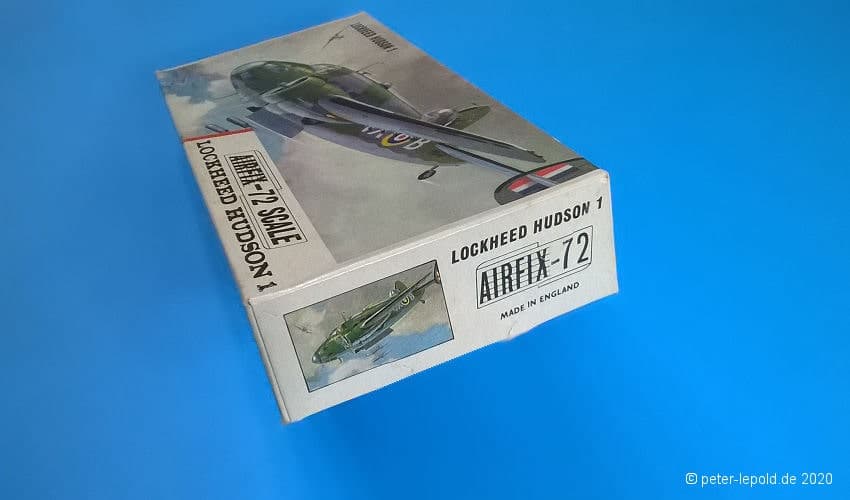 LOCKHEED HUDSON 1
AIRFIX-72 SCALE
LOCKHEED HUDSON 1
LOCKHEED HUDSON 1
AIRFIX-72
MADE IN ENGLAND
© peter-lepold.de 2020